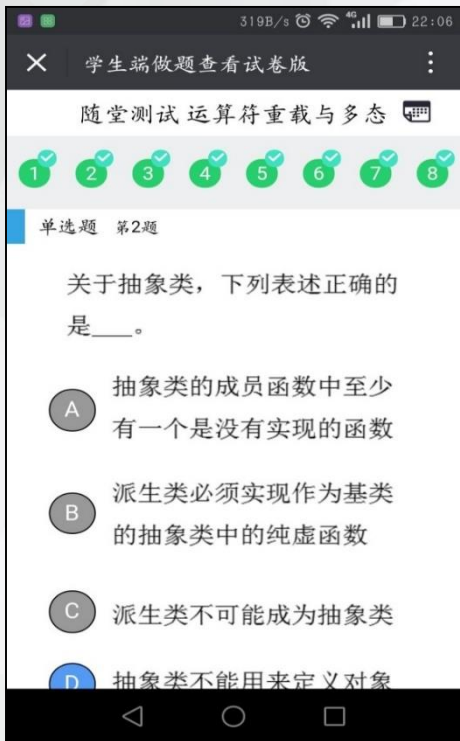 319B/s 4G 22:06
学生端做题查看试卷版
随堂测试 运算符重载与多态
1 2 3 4 5 6 7 8
单选题 第2题
关于抽象类，下列表述正确的
是___。
A 抽象类的成员函数中至少
有一个是没有实现的函数
B 派生类必须实现作为基类
的抽象类中的纯虚函数
C 派生类不可能成为抽象类
D 抽象类不能用来定义对象